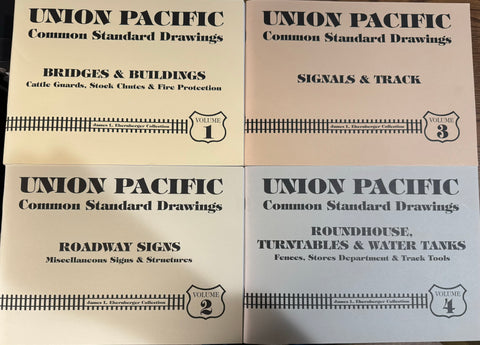 UNION PACIFIC
Common Standard Drawings
BRIDGES & BUILDINGS
Cattle Guards, Stock Chutes & Fire Protection
James L. Ehernberger Collection
VOLUME
1
UNION PACIFIC
Common Standard Drawings
SIGNALS & TRACK
James L. Ehernberger Collection
VOLUME
3
UNION PACIFIC
Common Standard Drawings
ROADWAY SIGNS
Miscellaneous Signs & Structures
James L. Ehernberger Collection
VOLUME
2
UNION PACIFIC
Common Standard Drawings
ROUNDHOUSE,
TURNTABLES & WATER TANKS
Fences, Stores Department & Track Tools
James L. Ehernberger Collection
VOLUME
4